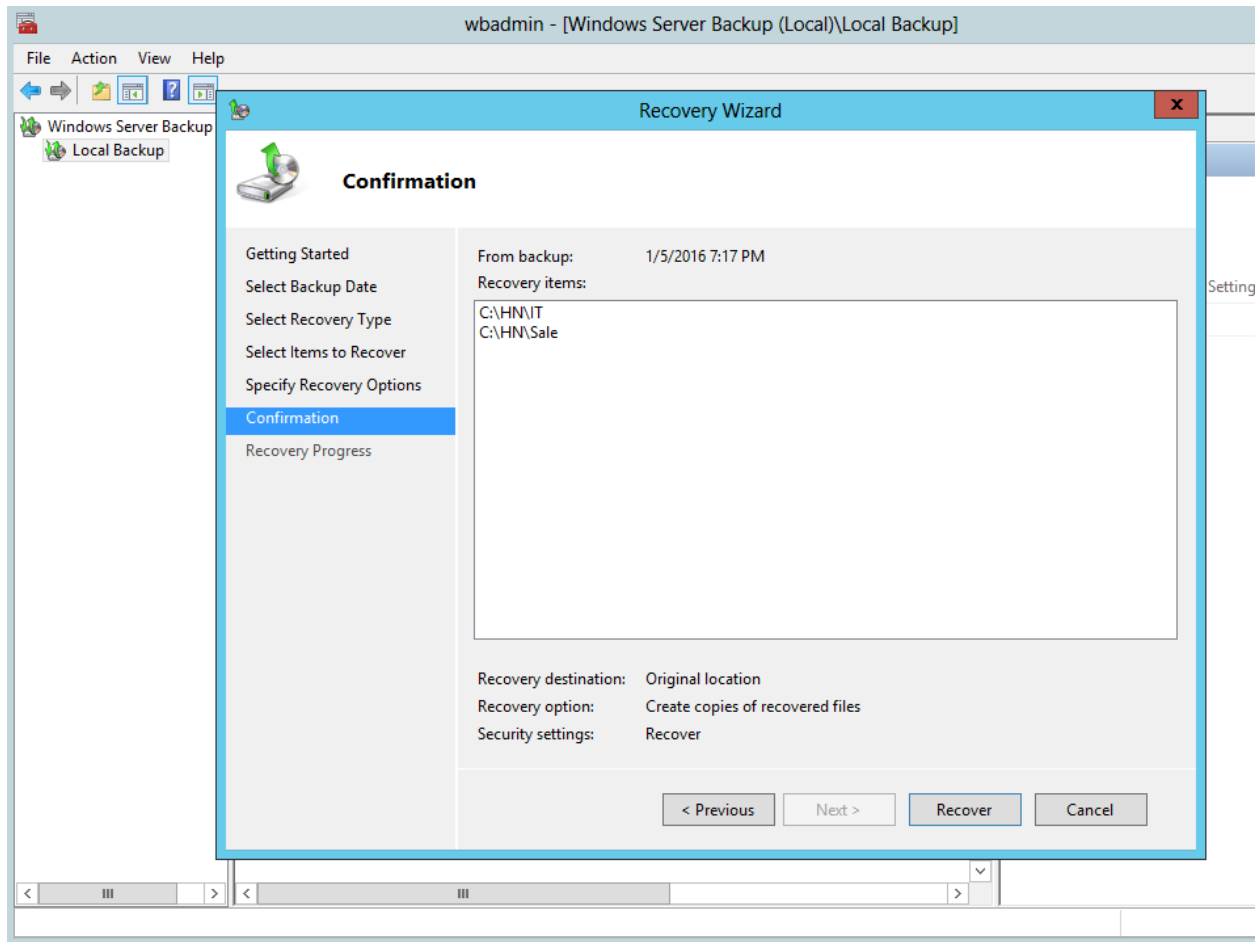 wbadmin - [Windows Server Backup (Local)\Local Backup]
File Action View Help
Windows Server Backup
Local Backup
Recovery Wizard
x
Confirmation
Getting Started
Select Backup Date
Select Recovery Type
Select Items to Recover
Specify Recovery Options
Confirmation
Recovery Progress
From backup: 1/5/2016 7:17 PM
Recovery items:
C:\HN\IT
C:\HN\Sale
Recovery destination: Original location
Recovery option: Create copies of recovered files
Security settings: Recover
< Previous Next > Recover Cancel
Setting